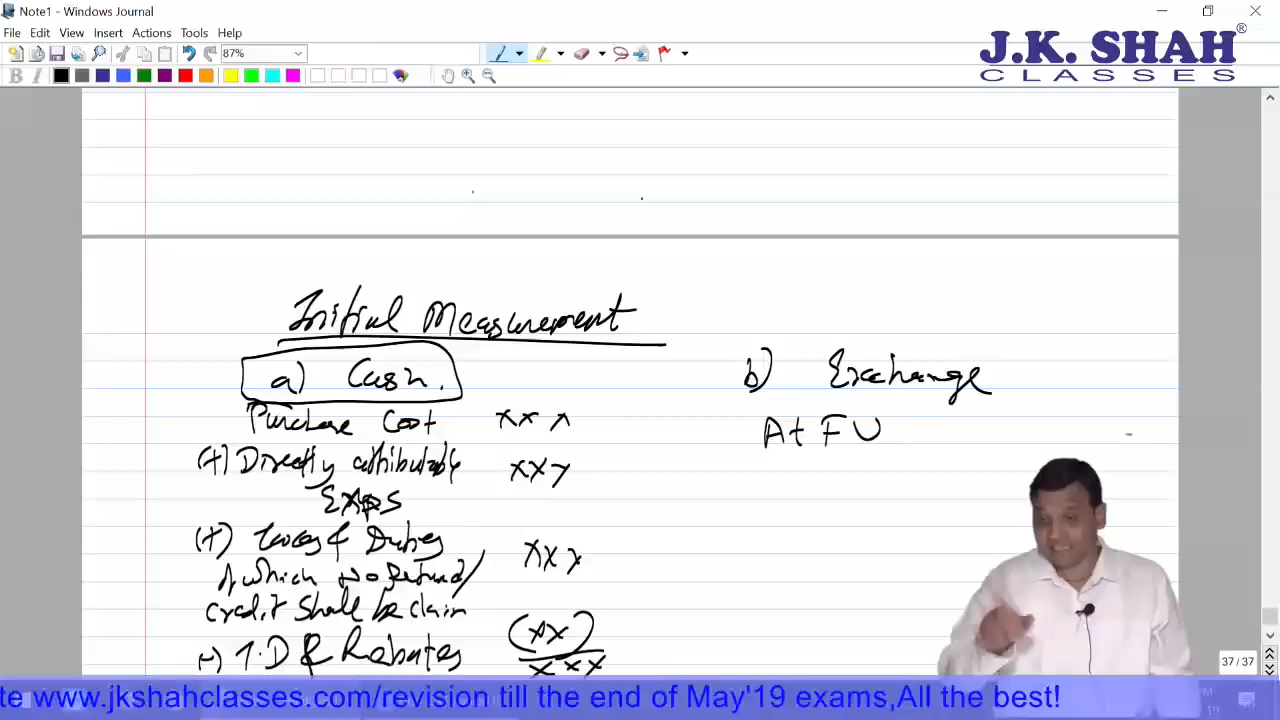 Note1 - Windows Journal
File Edit View Insert Actions Tools Help
87%
J.K. SHAH®
CLASSES
Initial Measurement
a) Cash.
Purchase Cost xxx
(+) Directly attributable xxx
Exps
(+) Taxes & Duties
of which no Refund/ xxx
credit shall be claim
(-) T.D & Rebates (xx)
xxx
b) Exchange
At FV
37 / 37
te www.jkshahclasses.com/revision till the end of May'19 exams,All the best!